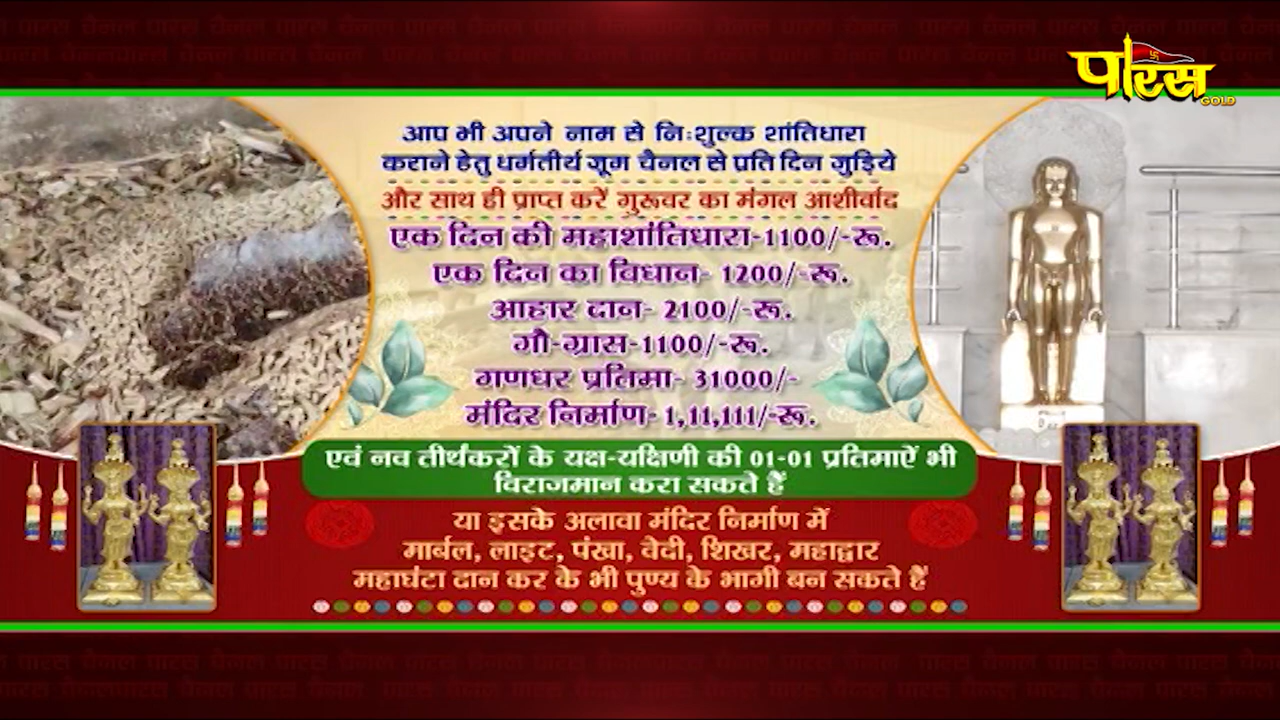 पारस
GOLD
आप भी अपने नाम से निःशुल्क शांतिधारा
कराने हेतु धर्मतीर्थ जूम चैनल से प्रति दिन जुड़िये
और साथ ही प्राप्त करें गुरूवर का मंगल आशीर्वाद
एक दिन की महाशांतिधारा-1100/-रू.
एक दिन का विधान- 1200/-रू.
आहार दान- 2100/-रू.
गौ-ग्रास-1100/-रू.
गणधर प्रतिमा- 31000/-
मंदिर निर्माण- 1,11,111/-रू.
एवं नव तीर्थंकरों के यक्ष-यक्षिणी की 01-01 प्रतिमाऐं भी
विराजमान करा सकते हैं
या इसके अलावा मंदिर निर्माण में
मार्बल, लाइट, पंखा, वेदी, शिखर, महाद्वार
महाघंटा दान कर के भी पुण्य के भागी बन सकते हैं